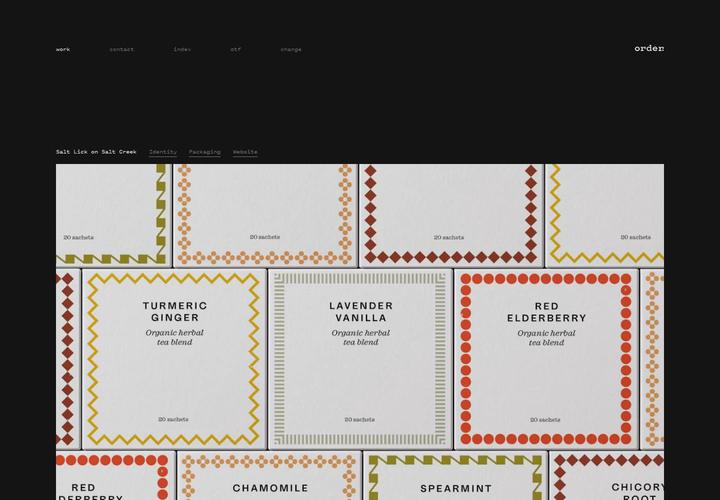 work contact index otf change order
Salt Lick on Salt Creek Identity Packaging Website
20 sachets 20 sachets 20 sachets 20 sachets
TURMERIC
GINGER
Organic herbal
tea blend
20 sachets
LAVENDER
VANILLA
Organic herbal
tea blend
20 sachets
RED
ELDERBERRY
Organic herbal
tea blend
20 sachets
RED
DERBERRY
CHAMOMILE
SPEARMINT
CHICORY
ROOT